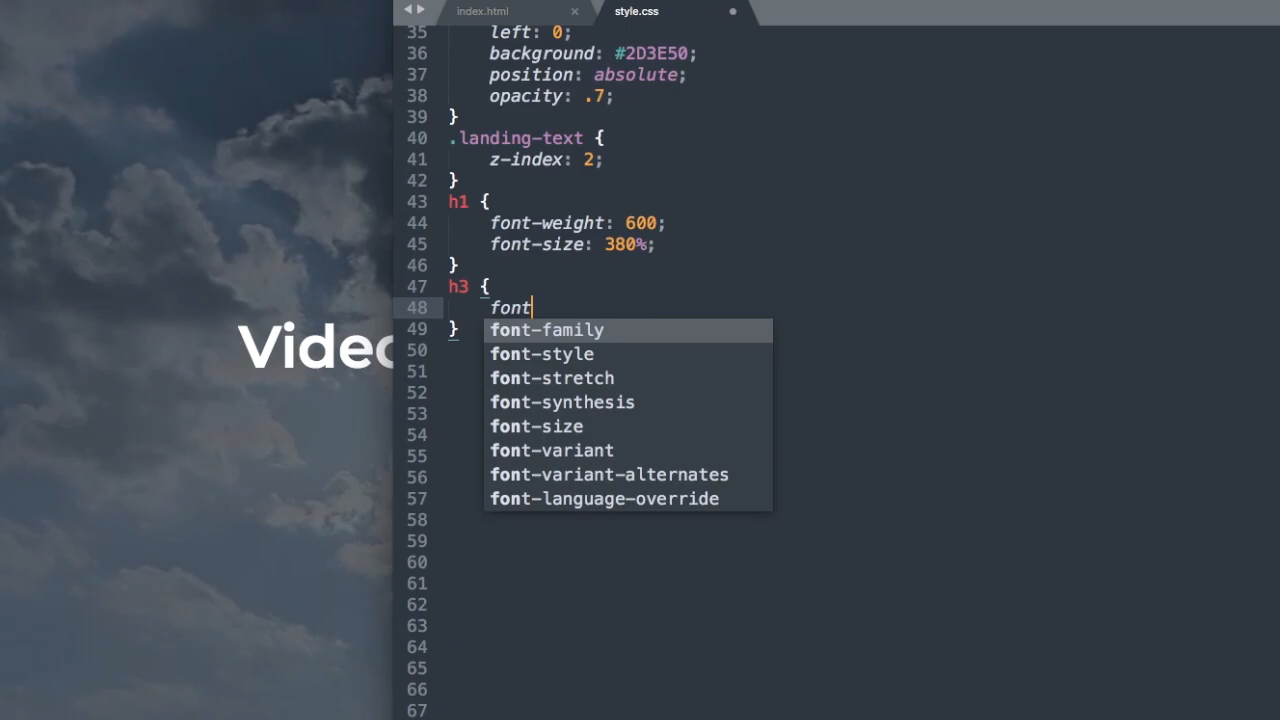 index.html × style.css
35 left: 0;
36 background: #2D3E50;
37 position: absolute;
38 opacity: .7;
39 }
40 .landing-text {
41 z-index: 2;
42 }
43 h1 {
44 font-weight: 600;
45 font-size: 380%;
46 }
47 h3 {
48 font
49 }
50
51
52
53
54
55
56
57
58
59
60
61
62
63
64
65
66
67
font-family
font-style
font-stretch
font-synthesis
font-size
font-variant
font-variant-alternates
font-language-override